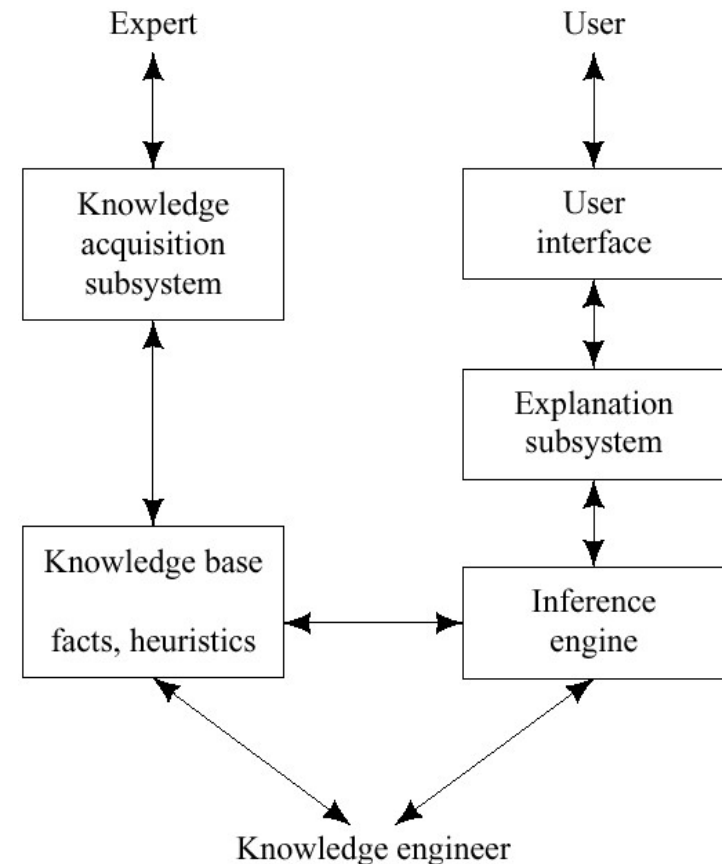 Expert
User
Knowledge
acquisition
subsystem
User
interface
Explanation
subsystem
Knowledge base
facts, heuristics
Inference
engine
Knowledge engineer